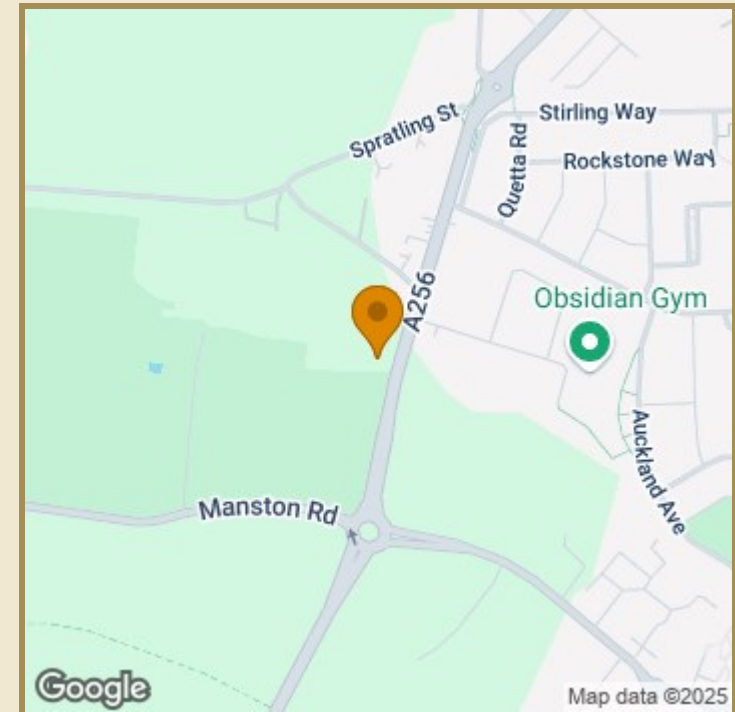 Spratling St
Stirling Way
Quetta Rd
Rockstone Way
A256
Obsidian Gym
Auckland Ave
Manston Rd
Google
Map data ©2025